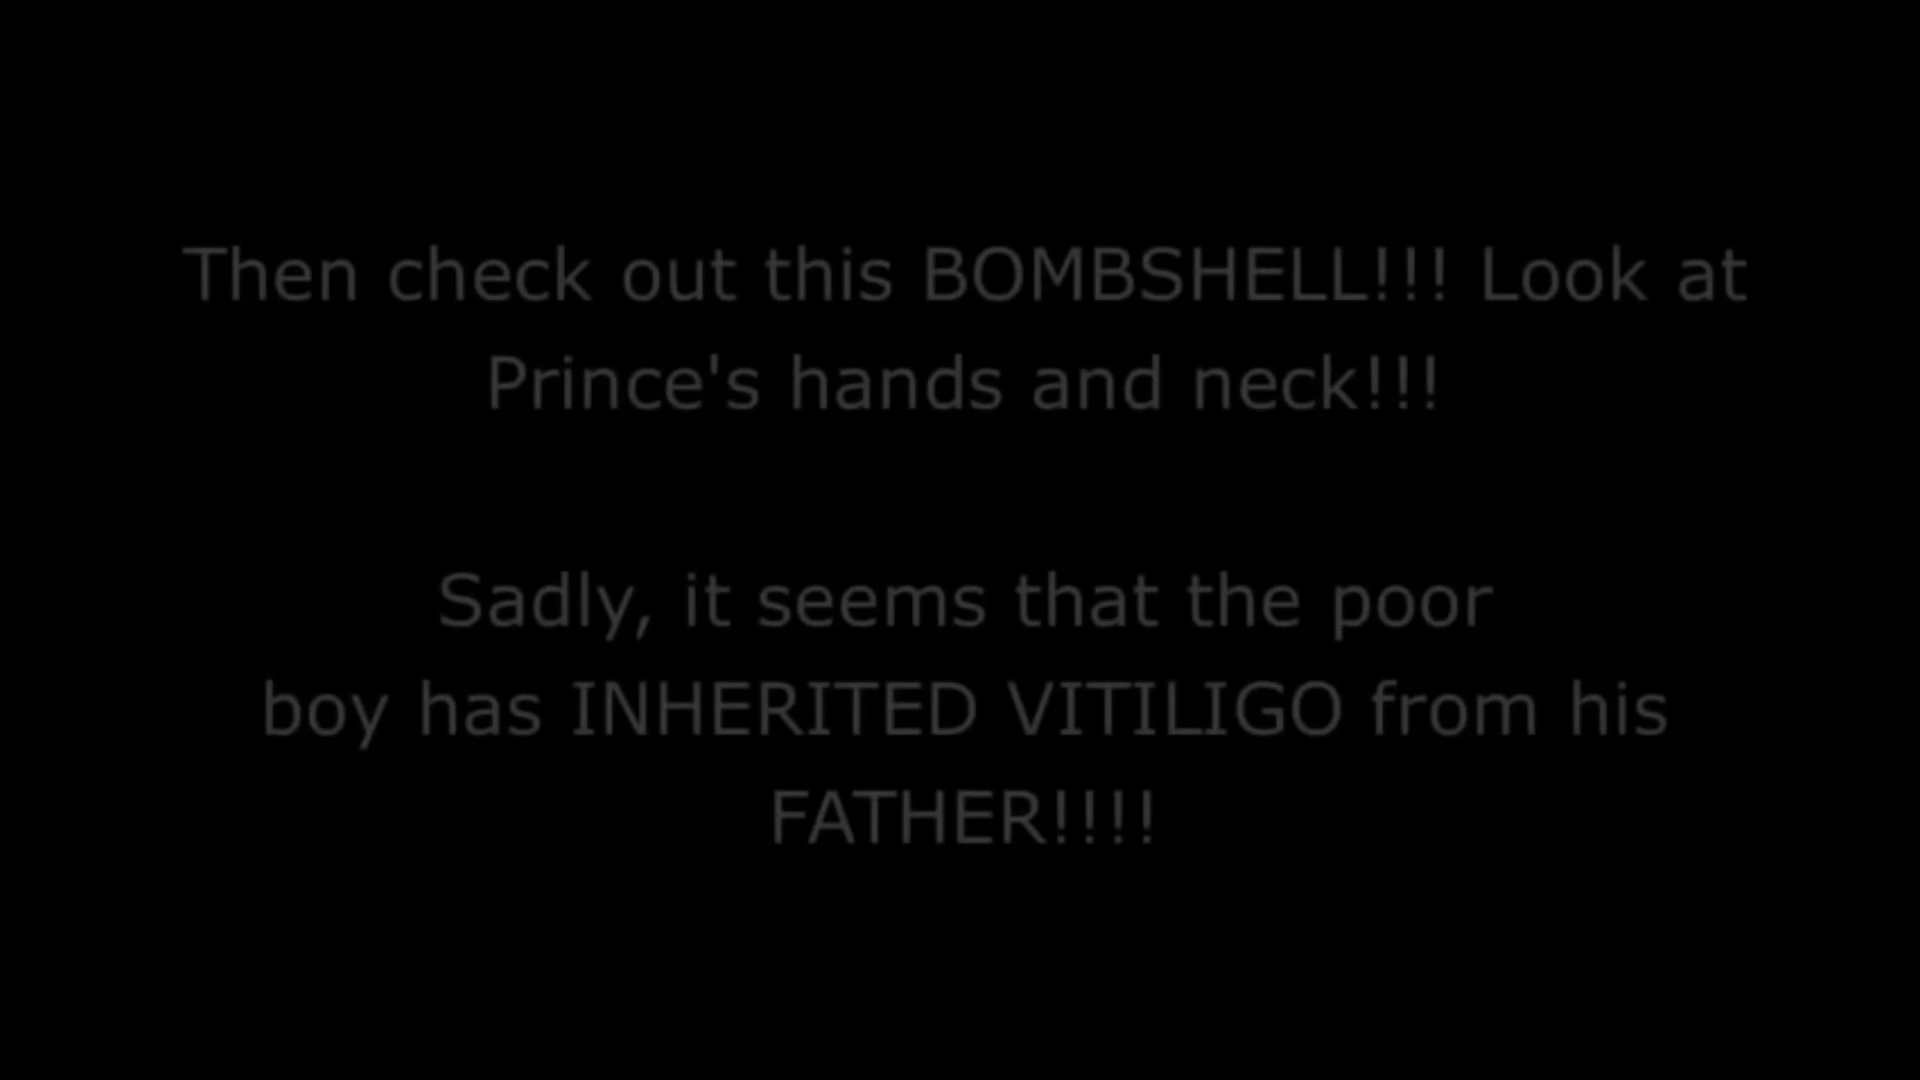 Then check out this BOMBSHELL!!! Look at
Prince's hands and neck!!!
Sadly, it seems that the poor
boy has INHERITED VITILIGO from his
FATHER!!!!